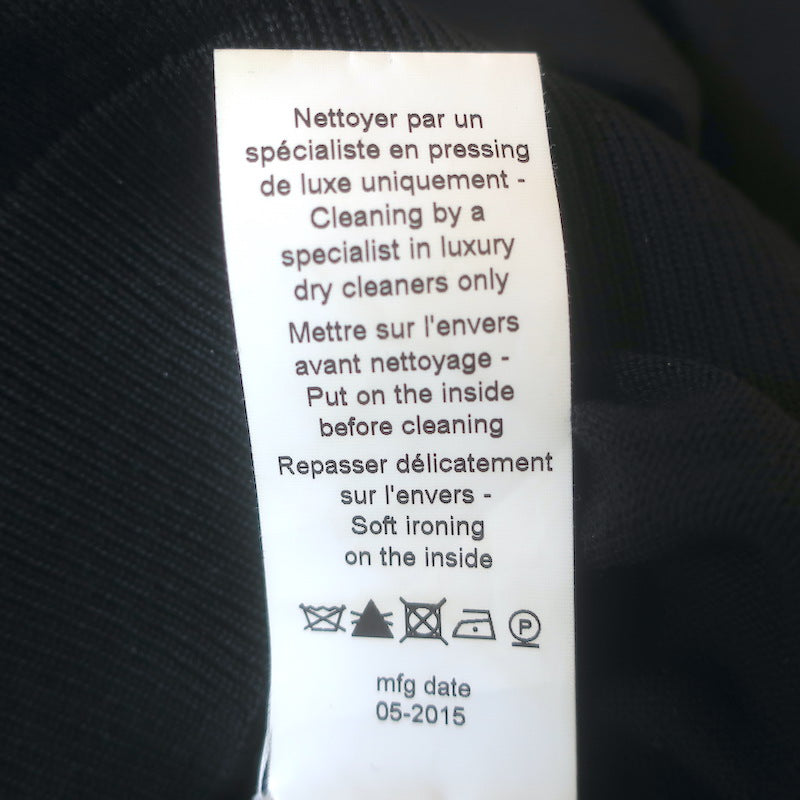 Nettoyer par un
spécialiste en pressing
de luxe uniquement -
Cleaning by a
specialist in luxury
dry cleaners only
Mettre sur l'envers
avant nettoyage -
Put on the inside
before cleaning
Repasser délicatement
sur l'envers -
Soft ironing
on the inside
P
mfg date
05-2015